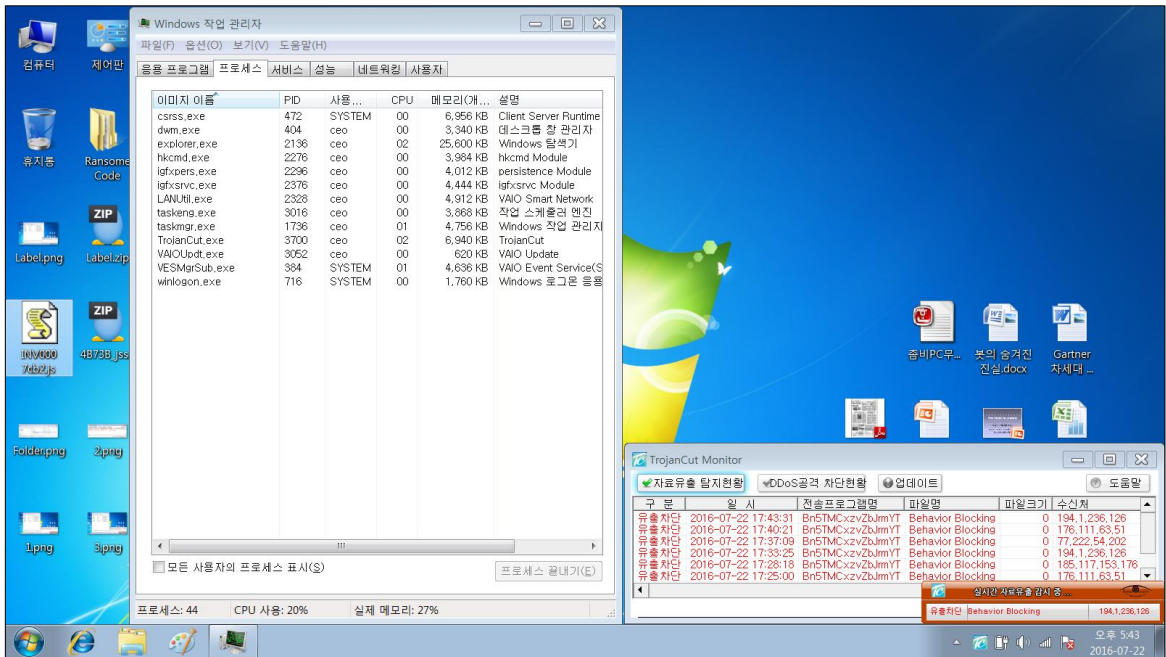 컴퓨터
제어판
휴지통
Ransome
Code
ZIP
Label.png
Label.zip
ZIP
INV000
7db2.js
4B73B_jss
Folder.png
2.png
1.png
3.png
Windows 작업 관리자
파일(F) 옵션(O) 보기(V) 도움말(H)
응용 프로그램 프로세스 서비스 성능 네트워킹 사용자
이미지 이름 PID 사용... CPU 메모리(개... 설명
csrss.exe 472 SYSTEM 00 6,956 KB Client Server Runtime
dwm.exe 404 ceo 00 3,340 KB 데스크톱 창 관리자
explorer.exe 2136 ceo 02 25,600 KB Windows 탐색기
hkcmd.exe 2276 ceo 00 3,984 KB hkcmd Module
igfxpers.exe 2296 ceo 00 4,012 KB persistence Module
igfxsrvc.exe 2376 ceo 00 4,444 KB igfxsrvc Module
LANUtil.exe 2328 ceo 00 4,912 KB VAIO Smart Network
taskeng.exe 3016 ceo 00 3,868 KB 작업 스케줄러 엔진
taskmgr.exe 1736 ceo 01 4,756 KB Windows 작업 관리자
TrojanCut.exe 3700 ceo 02 6,940 KB TrojanCut
VAIOUpdt.exe 3052 ceo 00 620 KB VAIO Update
VESMgrSub.exe 384 SYSTEM 01 4,636 KB VAIO Event Service(S
winlogon.exe 716 SYSTEM 00 1,760 KB Windows 로그온 응용
모든 사용자의 프로세스 표시(S)
프로세스 끝내기(E)
프로세스: 44 CPU 사용: 20% 실제 메모리: 27%
좀비PC무...
봇의 숨겨진
진실.docx
Gartner
차세대 ...
TrojanCut Monitor
자료유출 탐지현황 DDoS공격 차단현황 업데이트 도움말
구 분 일 시 전송프로그램명 파일명 파일크기 수신처
유출차단 2016-07-22 17:43:31 Bn5TMCxzvZbJrmYT Behavior Blocking 0 194,1,236,126
유출차단 2016-07-22 17:40:21 Bn5TMCxzvZbJrmYT Behavior Blocking 0 176,111,63,51
유출차단 2016-07-22 17:37:09 Bn5TMCxzvZbJrmYT Behavior Blocking 0 77,222,54,202
유출차단 2016-07-22 17:33:25 Bn5TMCxzvZbJrmYT Behavior Blocking 0 194,1,236,126
유출차단 2016-07-22 17:28:18 Bn5TMCxzvZbJrmYT Behavior Blocking 0 185,117,153,176
유출차단 2016-07-22 17:25:00 Bn5TMCxzvZbJrmYT Behavior Blocking 0 176,111,63,51
실시간 자료유출 감시 중 ...
유출차단 Behavior Blocking 194,1,236,126
오후 5:43
2016-07-22